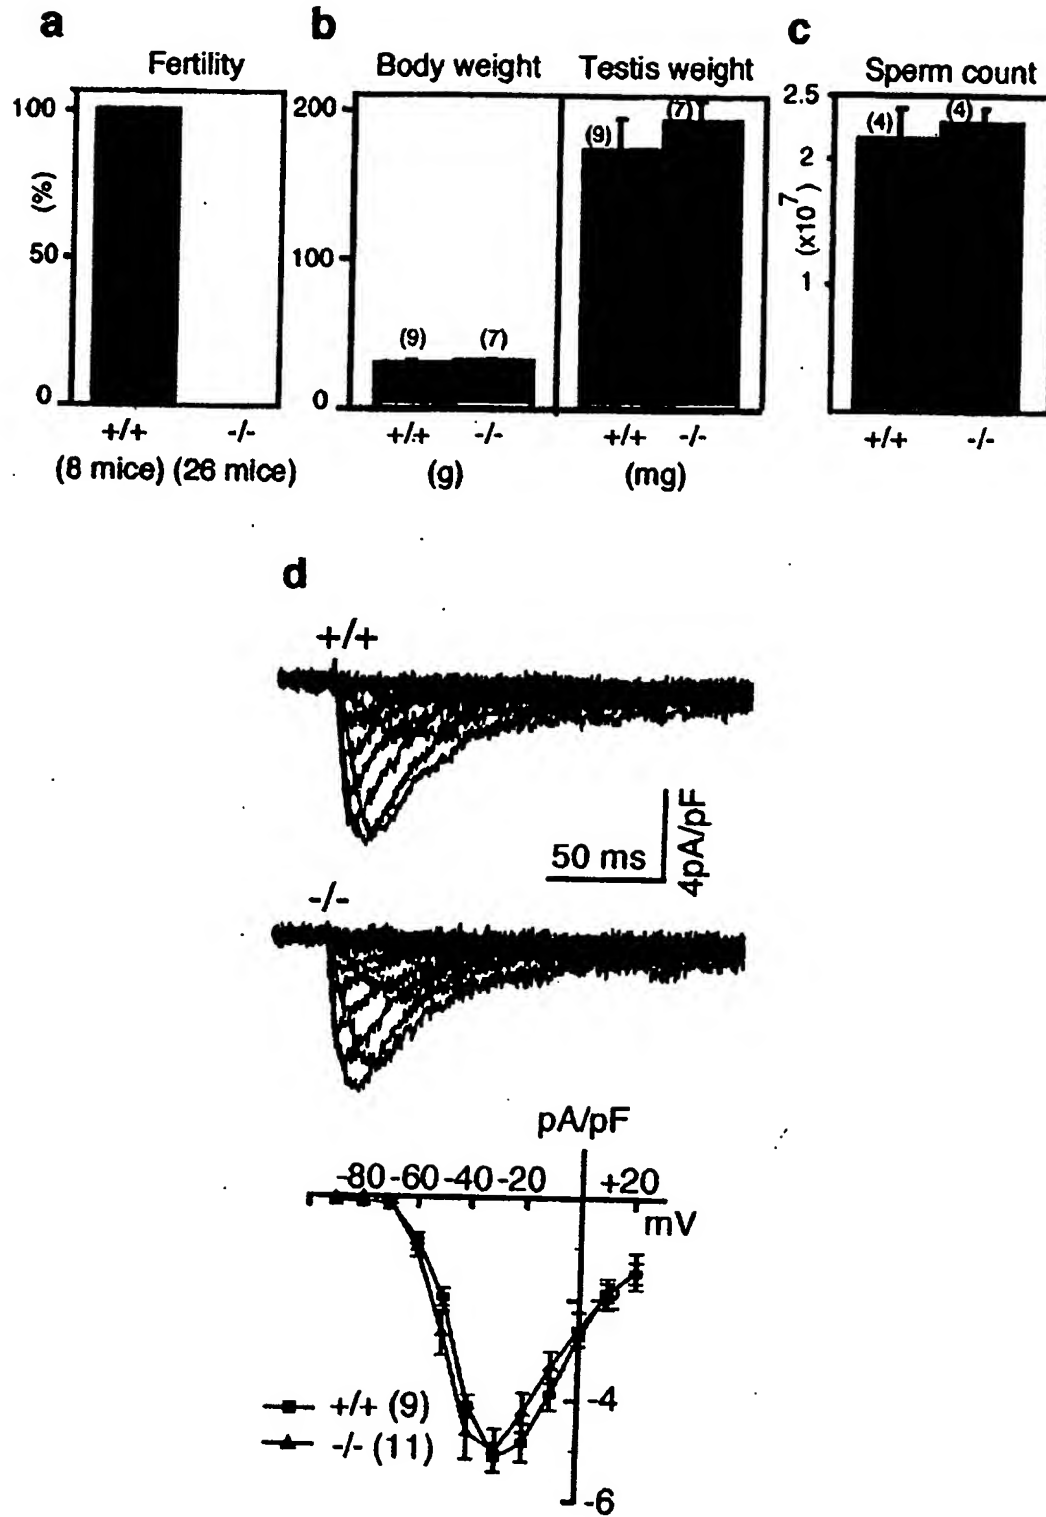 a
b
c
Fertility
Body weight
Testis weight
Sperm count
100
50
0
(%)
+/+
-/-
(8 mice) (26 mice)
200
100
0
(9)
(7)
+/+
-/-
(g)
(9)
(7)
+/+
-/-
(mg)
2.5
2
1
(x10⁷)
(4)
(4)
+/+
-/-
d
+/+
50 ms
4pA/pF
-/-
pA/pF
-80 -60 -40 -20
+20
mV
-4
-6
+/+ (9)
-/- (11)